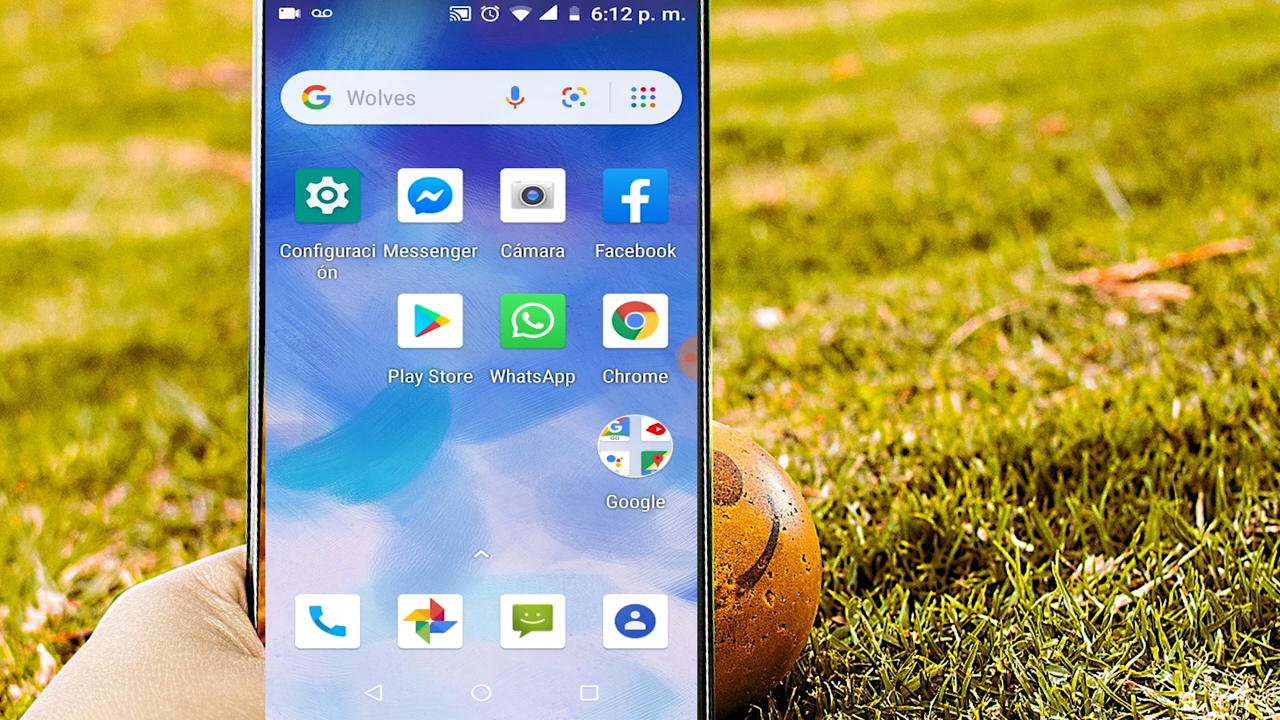 6:12 p. m.
Wolves
Configuraci
ón
Messenger
Cámara
Facebook
Play Store
WhatsApp
Chrome
Google